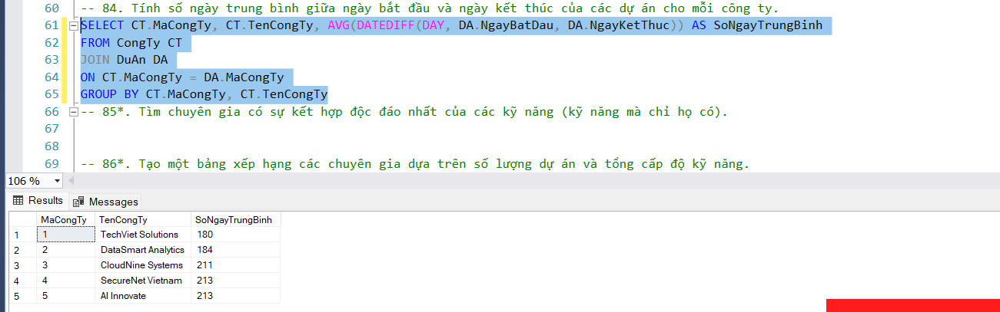 60 -- 84. Tính số ngày trung bình giữa ngày bắt đầu và ngày kết thúc của các dự án cho mỗi công ty.
61 SELECT CT.MaCongTy, CT.TenCongTy, AVG(DATEDIFF(DAY, DA.NgayBatDau, DA.NgayKetThuc)) AS SoNgayTrungBinh
62 FROM CongTy CT
63 JOIN DuAn DA
64 ON CT.MaCongTy = DA.MaCongTy
65 GROUP BY CT.MaCongTy, CT.TenCongTy
66 -- 85*. Tìm chuyên gia có sự kết hợp độc đáo nhất của các kỹ năng (kỹ năng mà chỉ họ có).
67
68
69 -- 86*. Tạo một bảng xếp hạng các chuyên gia dựa trên số lượng dự án và tổng cấp độ kỹ năng.
106 %
Results Messages
MaCongTy TenCongTy SoNgayTrungBinh
1 1 TechViet Solutions 180
2 2 DataSmart Analytics 184
3 3 CloudNine Systems 211
4 4 SecureNet Vietnam 213
5 5 AI Innovate 213